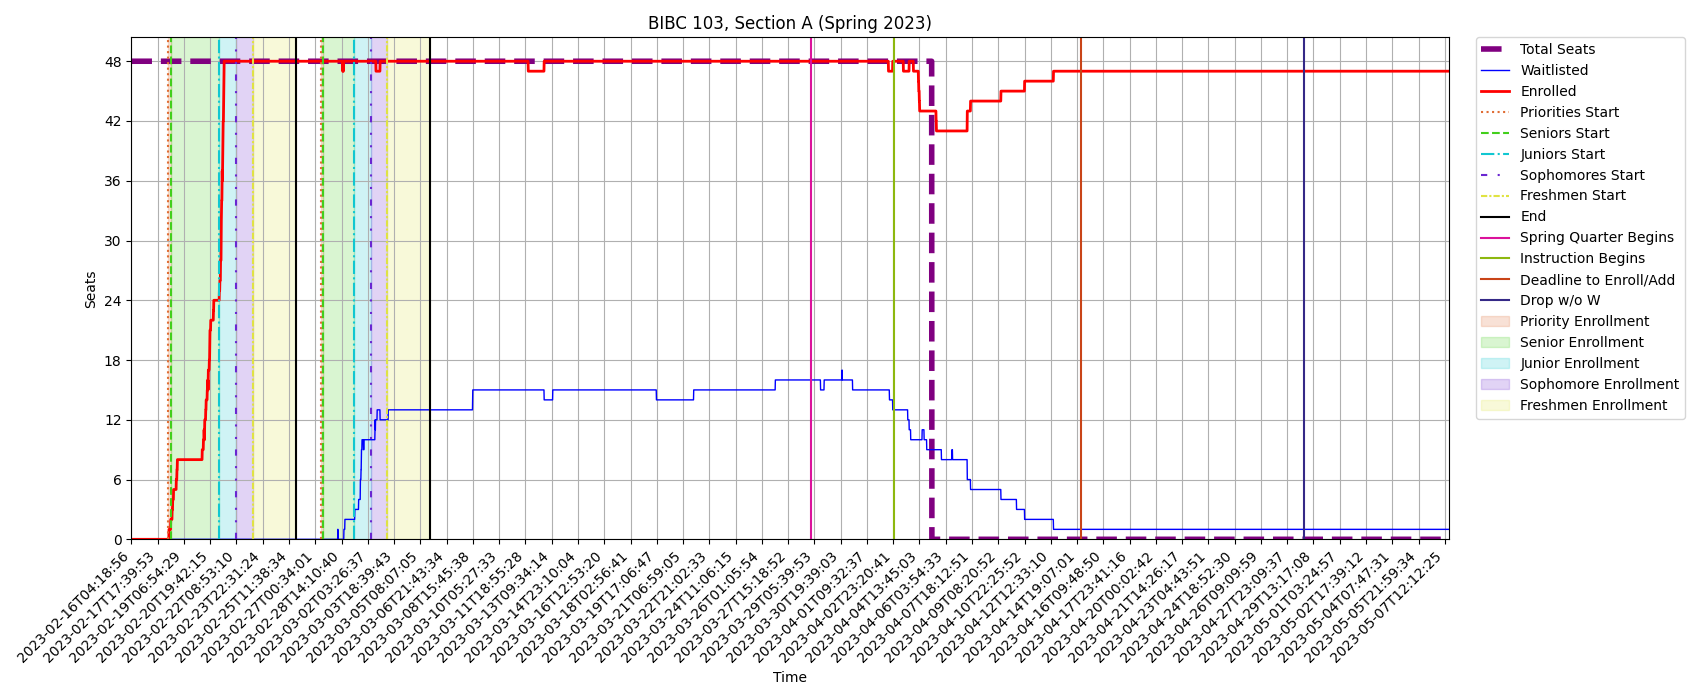 BIBC 103, Section A (Spring 2023)
Seats
48
42
36
30
24
18
12
6
0
2023-02-16T04:18:56
2023-02-17T17:39:53
2023-02-19T06:54:29
2023-02-20T19:42:15
2023-02-22T08:53:10
2023-02-23T22:31:24
2023-02-25T11:38:34
2023-02-27T00:34:01
2023-02-28T14:10:40
2023-03-02T03:26:37
2023-03-03T18:39:43
2023-03-05T08:07:05
2023-03-06T21:43:34
2023-03-08T15:45:38
2023-03-10T05:27:33
2023-03-11T18:55:28
2023-03-13T09:34:14
2023-03-14T23:10:04
2023-03-16T12:53:20
2023-03-18T02:56:41
2023-03-19T17:06:47
2023-03-21T06:59:05
2023-03-22T21:02:33
2023-03-24T11:06:15
2023-03-26T01:05:54
2023-03-27T15:18:52
2023-03-29T05:39:53
2023-03-30T19:39:03
2023-04-01T09:32:37
2023-04-02T23:20:41
2023-04-04T13:45:03
2023-04-06T03:54:33
2023-04-07T18:12:51
2023-04-09T08:20:52
2023-04-10T22:25:52
2023-04-12T12:33:10
2023-04-14T19:07:01
2023-04-16T09:48:50
2023-04-17T23:41:16
2023-04-20T00:02:42
2023-04-21T14:26:17
2023-04-23T04:43:51
2023-04-24T18:52:30
2023-04-26T09:09:59
2023-04-27T23:09:37
2023-04-29T13:17:08
2023-05-01T03:24:57
2023-05-02T17:39:12
2023-05-04T07:47:31
2023-05-05T21:59:34
2023-05-07T12:12:25
Time
Total Seats
Waitlisted
Enrolled
Priorities Start
Seniors Start
Juniors Start
Sophomores Start
Freshmen Start
End
Spring Quarter Begins
Instruction Begins
Deadline to Enroll/Add
Drop w/o W
Priority Enrollment
Senior Enrollment
Junior Enrollment
Sophomore Enrollment
Freshmen Enrollment